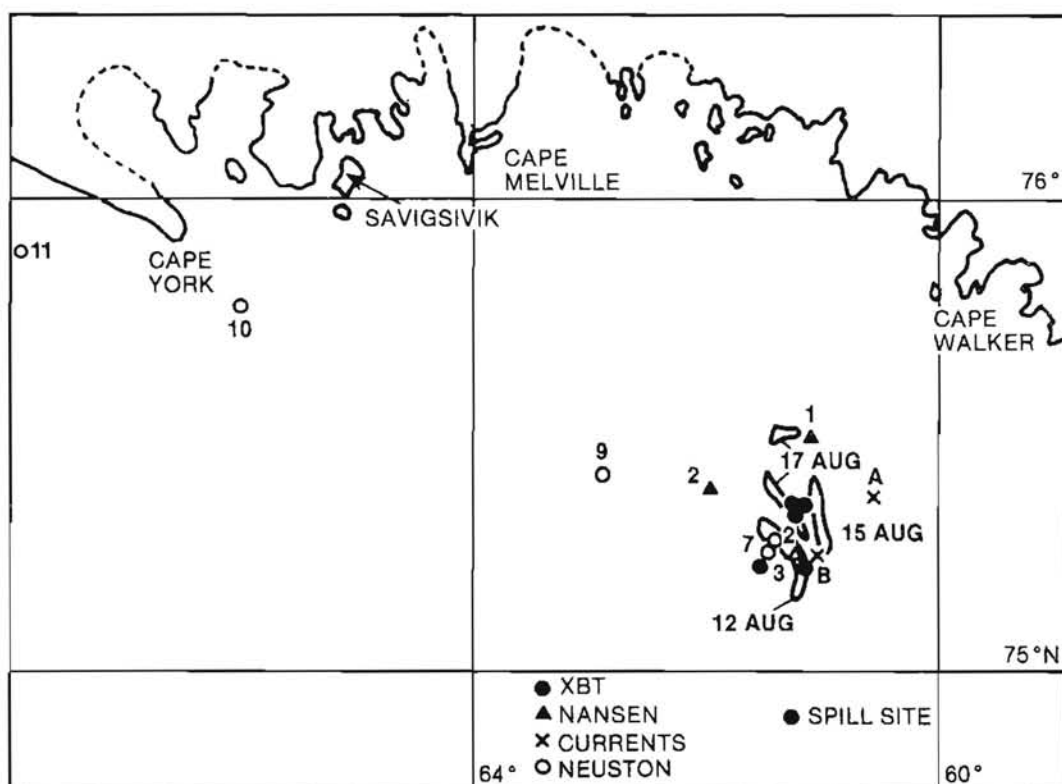 CAPE
MELVILLE
76°
SAVIGSIVIK
11
CAPE
YORK
10
CAPE
WALKER
1
9
17 AUG
2
A
15 AUG
7
2
3
B
12 AUG
75°N
XBT
NANSEN
SPILL SITE
CURRENTS
NEUSTON
64°
60°